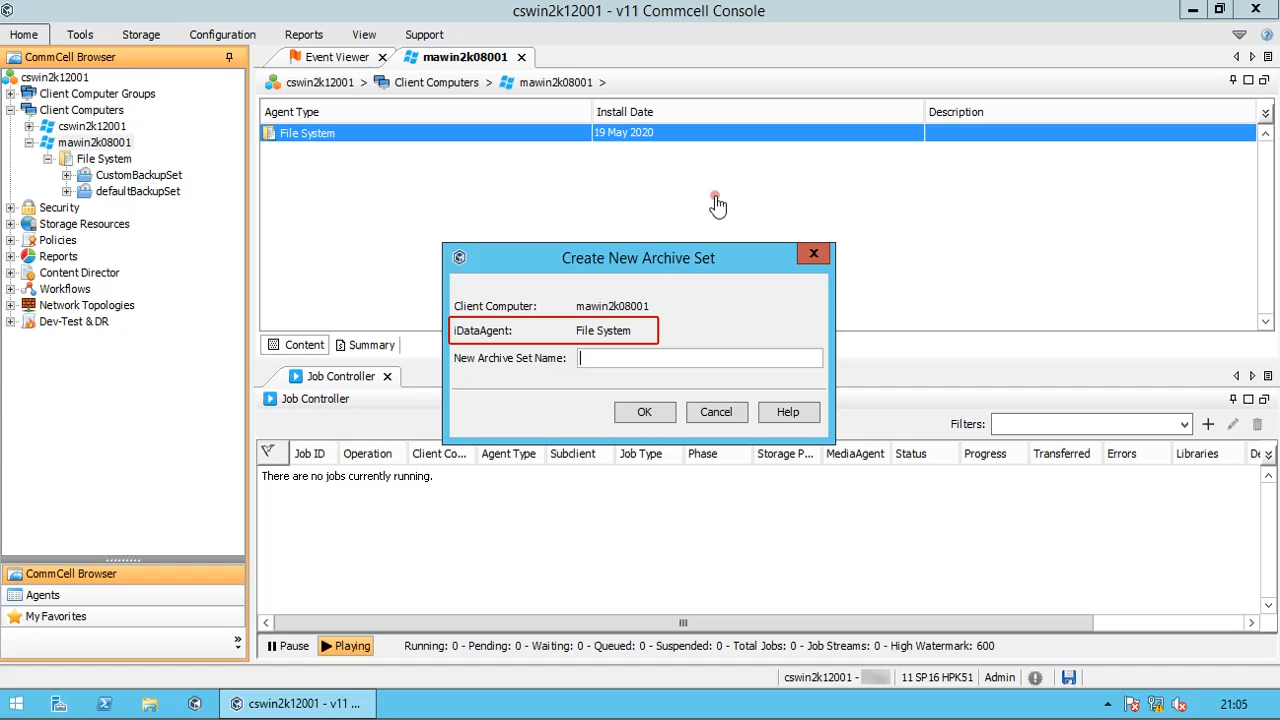 cswin2k12001 - v11 Commcell Console
Home Tools Storage Configuration Reports View Support
CommCell Browser
cswin2k12001
Client Computer Groups
Client Computers
cswin2k12001
mawin2k08001
File System
CustomBackupSet
defaultBackupSet
Security
Storage Resources
Policies
Reports
Content Director
Workflows
Network Topologies
Dev-Test & DR
CommCell Browser
Agents
My Favorites
Event Viewer mawin2k08001
cswin2k12001 > Client Computers > mawin2k08001 >
Agent Type Install Date Description
File System 19 May 2020
Create New Archive Set
Client Computer: mawin2k08001
iDataAgent: File System
New Archive Set Name:
OK Cancel Help
Content Summary
Job Controller
Job Controller
Filters:
Job ID Operation Client Co... Agent Type Subclient Job Type Phase Storage P... MediaAgent Status Progress Transferred Errors Libraries De
There are no jobs currently running.
Pause Playing Running: 0 - Pending: 0 - Waiting: 0 - Queued: 0 - Suspended: 0 - Total Jobs: 0 - Job Streams: 0 - High Watermark: 600
cswin2k12001 - 11 SP16 HPK51 Admin
cswin2k12001 - v11 ... 21:05